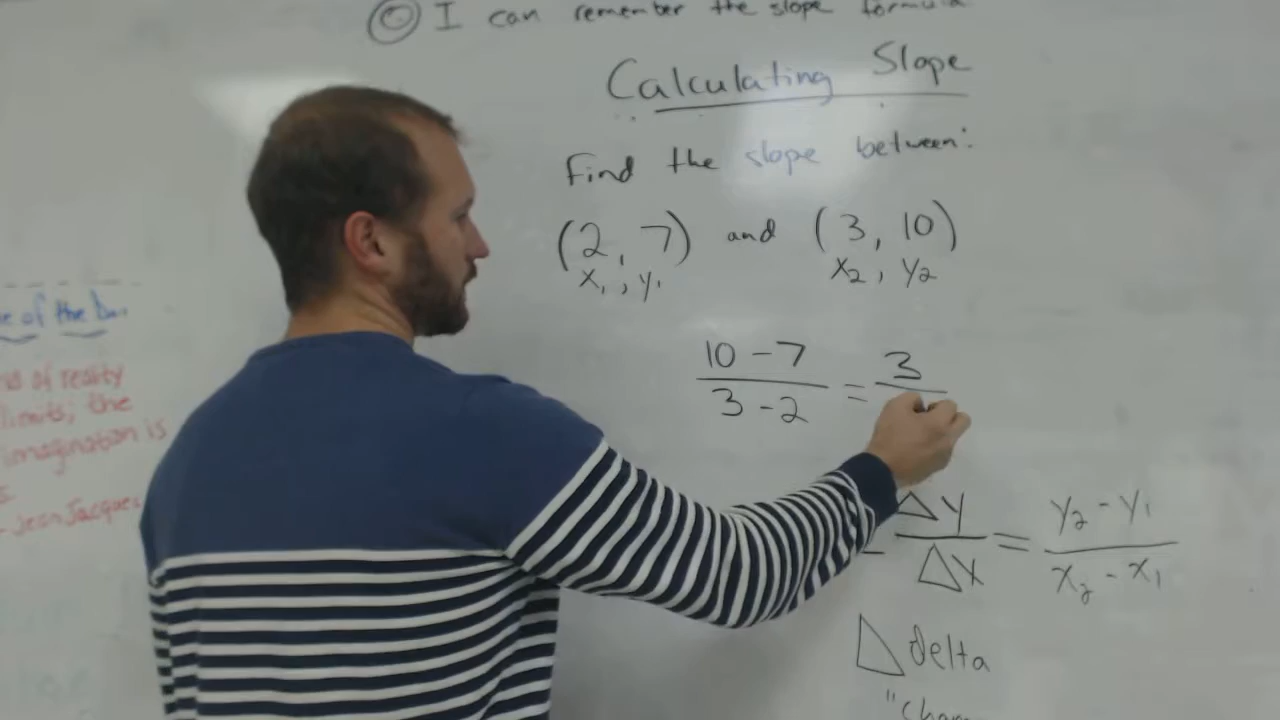 I can remember the slope formula
Calculating Slope
Find the slope between:
(2, 7) and (3, 10)
x₁, y₁ x₂, y₂
10 - 7
3 - 2
= 3
Δy
Δx
= y₂ - y₁
x₂ - x₁
Δ delta
of the
of reality
limits; the
imagination is
- Jean Jacques